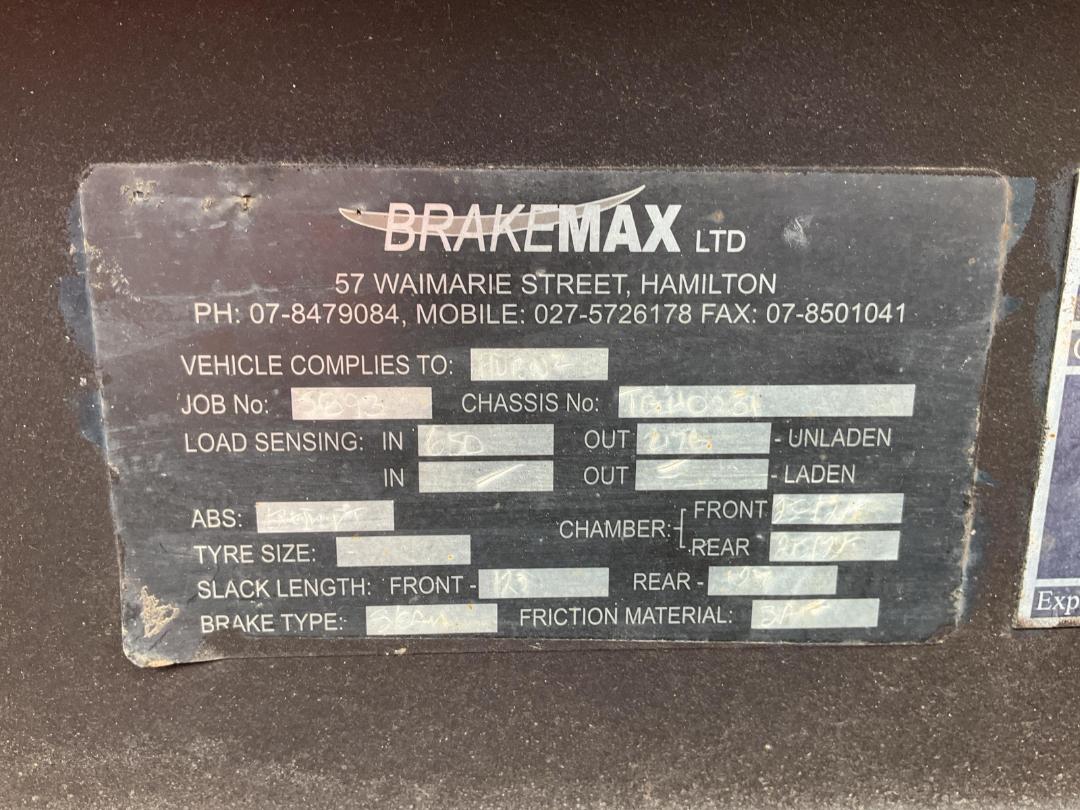 BRAKEMAX LTD
57 WAIMARIE STREET, HAMILTON
PH: 07-8479084, MOBILE: 027-5726178 FAX: 07-8501041
VEHICLE COMPLIES TO:
JOB No: CHASSIS No:
LOAD SENSING: IN 650 OUT - UNLADEN
IN OUT - LADEN
ABS: CHAMBER: FRONT
REAR
TYRE SIZE:
SLACK LENGTH: FRONT - 123 REAR -
BRAKE TYPE: FRICTION MATERIAL:
Exp